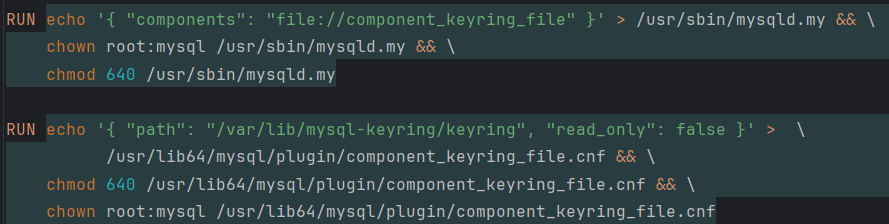 RUN echo '{ "components": "file://component_keyring_file" }' > /usr/sbin/mysqld.my && \
chown root:mysql /usr/sbin/mysqld.my && \
chmod 640 /usr/sbin/mysqld.my
RUN echo '{ "path": "/var/lib/mysql-keyring/keyring", "read_only": false }' >  \
/usr/lib64/mysql/plugin/component_keyring_file.cnf && \
chmod 640 /usr/lib64/mysql/plugin/component_keyring_file.cnf && \
chown root:mysql /usr/lib64/mysql/plugin/component_keyring_file.cnf